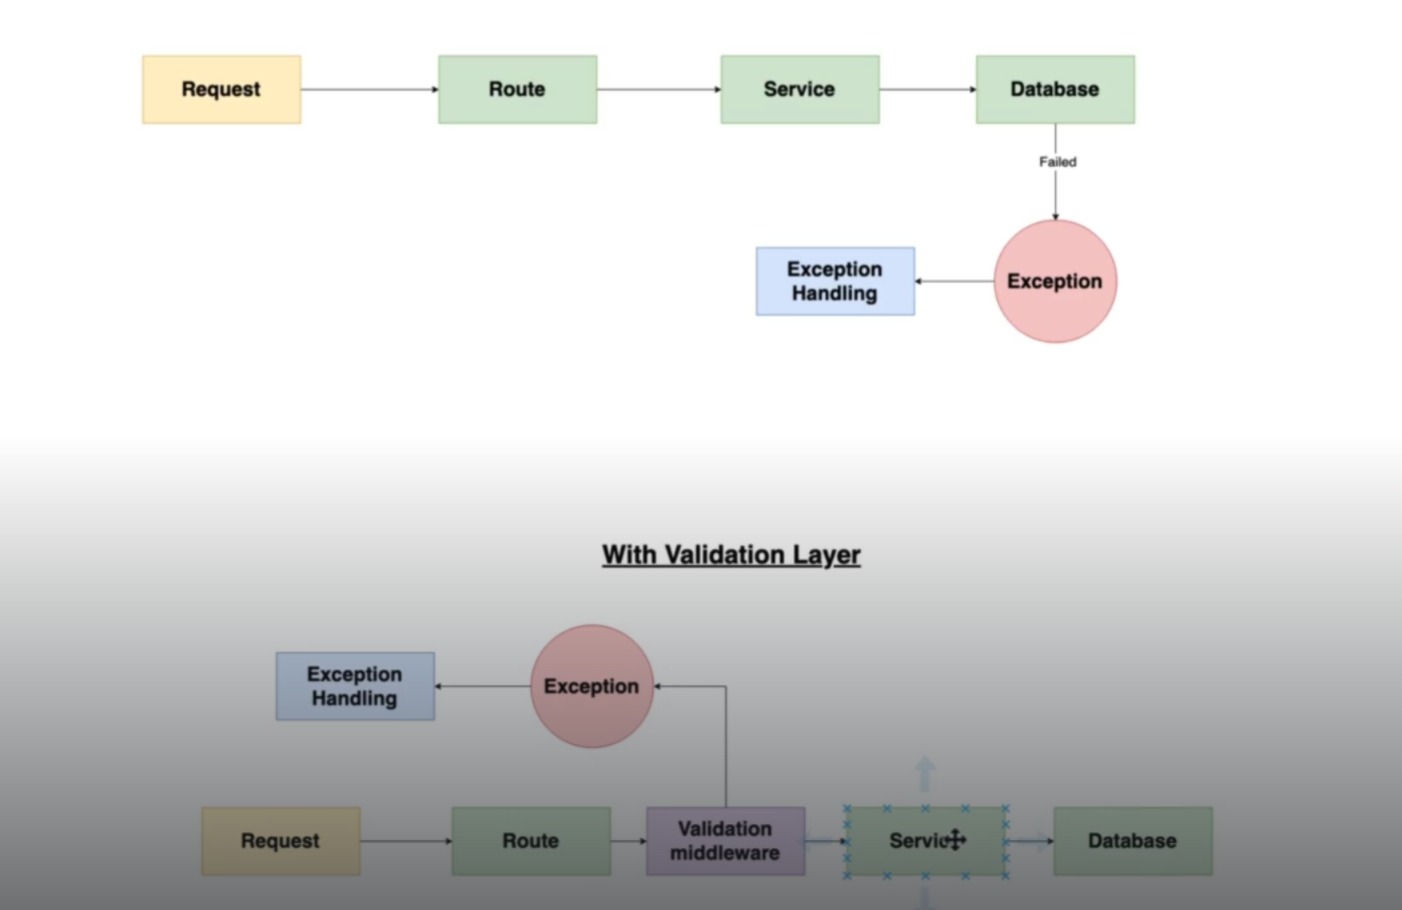 Request
Route
Service
Database
Failed
Exception
Handling
Exception
With Validation Layer
Exception
Handling
Exception
Request
Route
Validation
middleware
Servic
Database